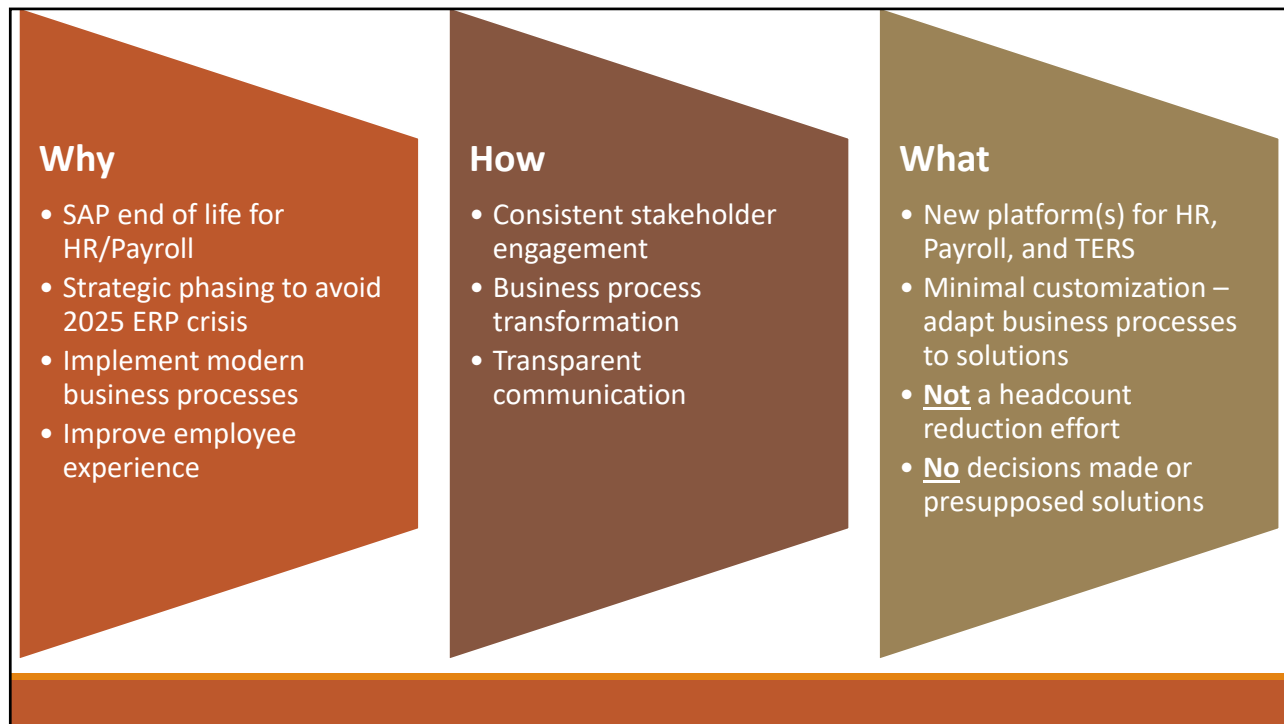 Why
• SAP end of life for
HR/Payroll
• Strategic phasing to avoid
2025 ERP crisis
• Implement modern
business processes
• Improve employee
experience
How
• Consistent stakeholder
engagement
• Business process
transformation
• Transparent
communication
What
• New platform(s) for HR,
Payroll, and TERS
• Minimal customization –
adapt business processes
to solutions
• Not a headcount
reduction effort
• No decisions made or
presupposed solutions